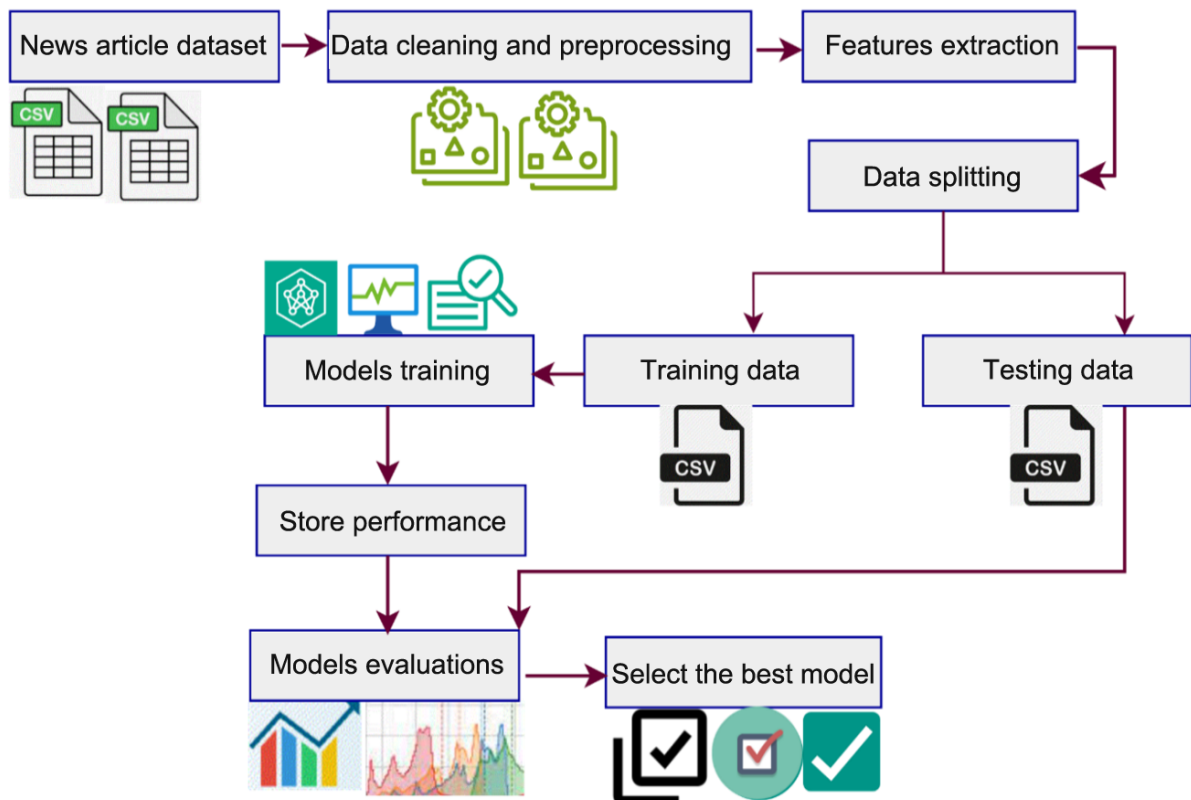 News article dataset
Data cleaning and preprocessing
Features extraction
CSV
CSV
Data splitting
Models training
Training data
Testing data
CSV
CSV
Store performance
Models evaluations
Select the best model